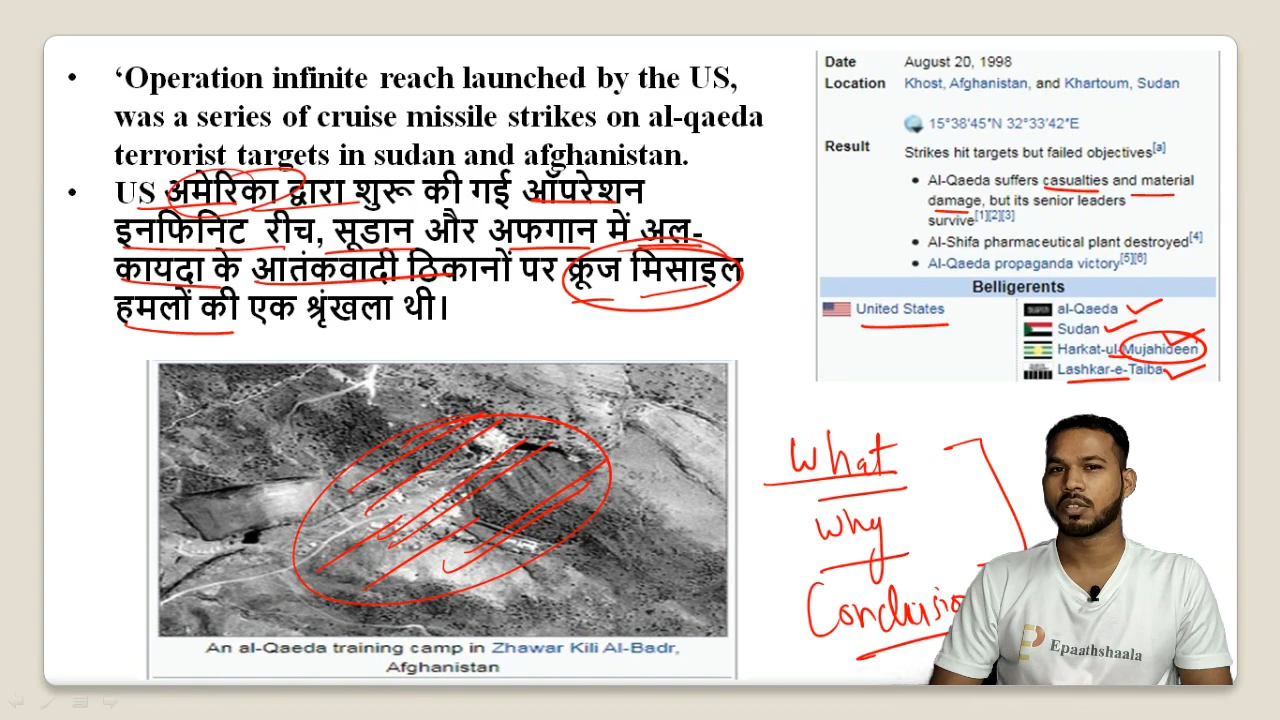 ‘Operation infinite reach launched by the US,
was a series of cruise missile strikes on al-qaeda
terrorist targets in sudan and afghanistan.
US अमेरिका द्वारा शुरू की गई ऑपरेशन
इनफिनिट रीच, सूडान और अफगान में अल-
कायदा के आतंकवादी ठिकानों पर क्रूज मिसाइल
हमलों की एक श्रृंखला थी।
An al-Qaeda training camp in Zhawar Kili Al-Badr,
Afghanistan
Date August 20, 1998
Location Khost, Afghanistan, and Khartoum, Sudan
15°38′45″N 32°33′42″E
Result Strikes hit targets but failed objectives[a]
Al-Qaeda suffers casualties and material
damage, but its senior leaders
survive[1][2][3]
Al-Shifa pharmaceutical plant destroyed[4]
Al-Qaeda propaganda victory[5][6]
Belligerents
United States
al-Qaeda
Sudan
Harkat-ul-Mujahideen
Lashkar-e-Taiba
What
Why
Conclusio
Epaathshaala